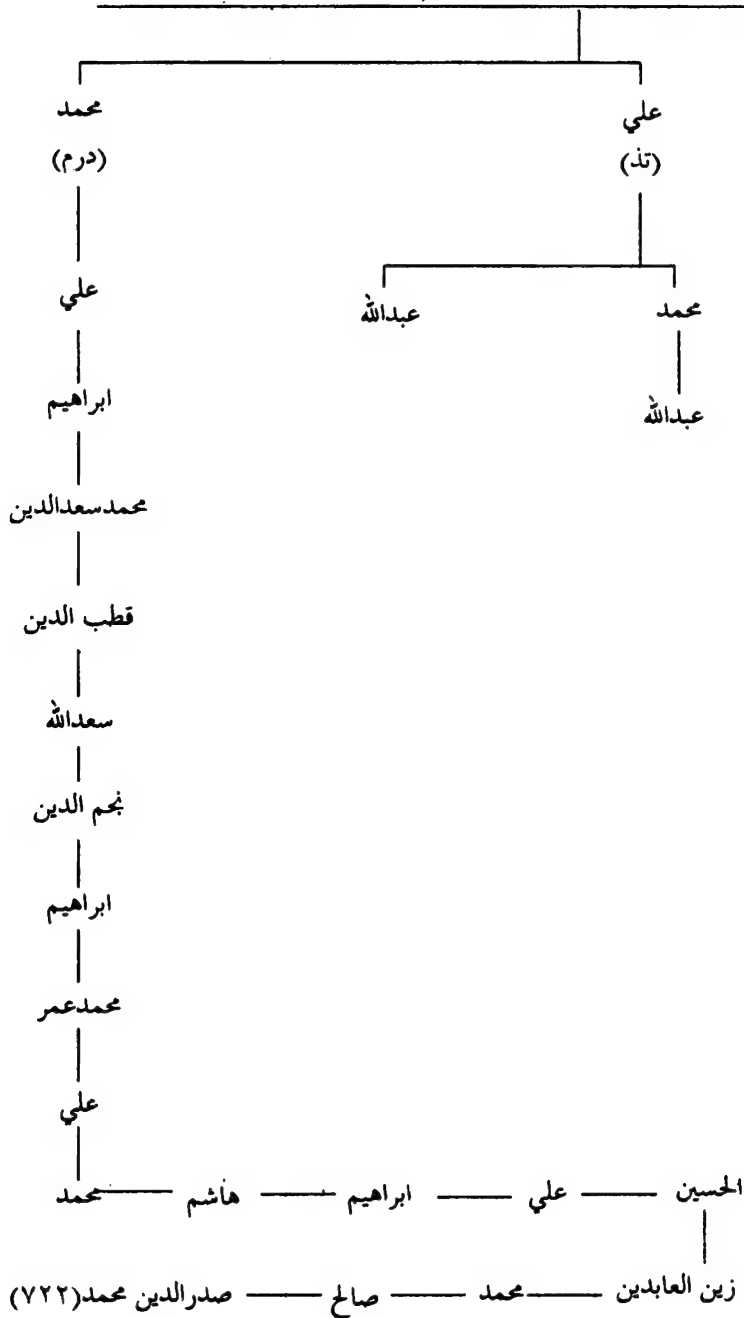 علي محمد
(تذ) (درم)
علي
محمد عبدالله
ابراهيم
عبدالله
محمدسعدالدين
قطب الدين
سعدالله
نجم الدين
ابراهيم
محمدعمر
علي
الحسين علي ابراهيم هاشم محمد
زين العابدين محمد صالح صدرالدين محمد(٧٢٢)